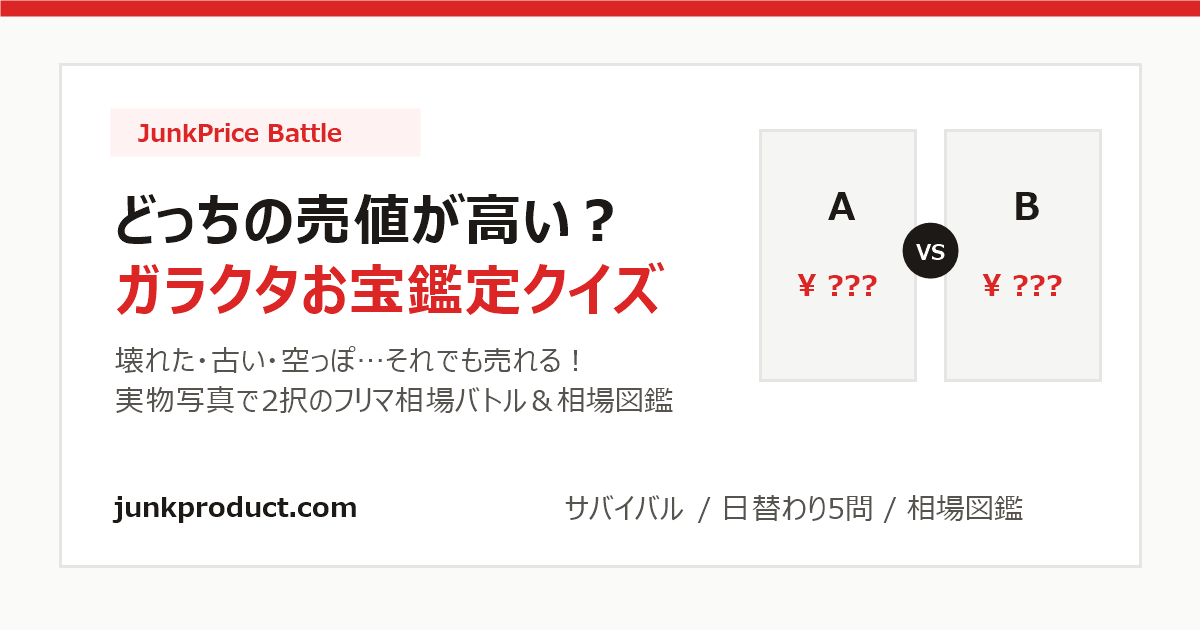 JunkPrice Battle
どっちの売値が高い？
ガラクタお宝鑑定クイズ
壊れた・古い・空っぽ…それでも売れる！
実物写真で2択のフリマ相場バトル＆相場図鑑
A
¥ ???
VS
B
¥ ???
junkproduct.com
サバイバル / 日替わり5問 / 相場図鑑